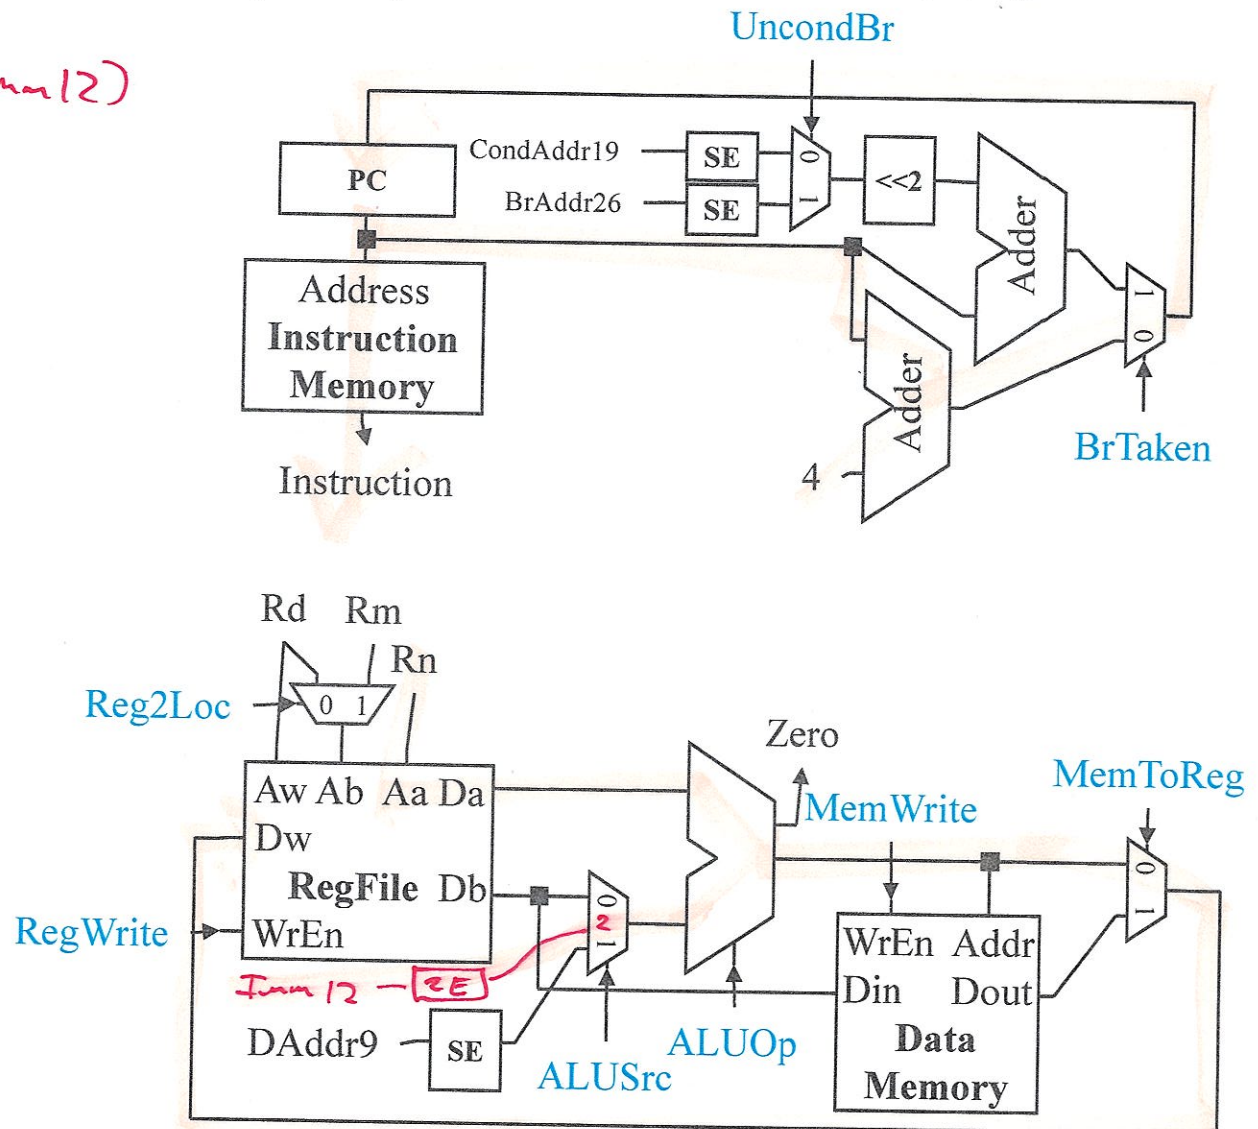 UncondBr
mm12)
CondAddr19
SE
0
<<2
PC
BrAddr26
SE
1
Adder
Address
Instruction
Memory
1
0
Adder
BrTaken
4
Instruction
Rd Rm
Rn
Reg2Loc
0 1
Zero
MemToReg
Aw Ab Aa Da
MemWrite
Dw
0
RegFile Db
0
2
1
1
RegWrite
WrEn
WrEn Addr
Imm12
ZE
Din Dout
DAddr9
SE
ALUOp
Data
ALUSrc
Memory